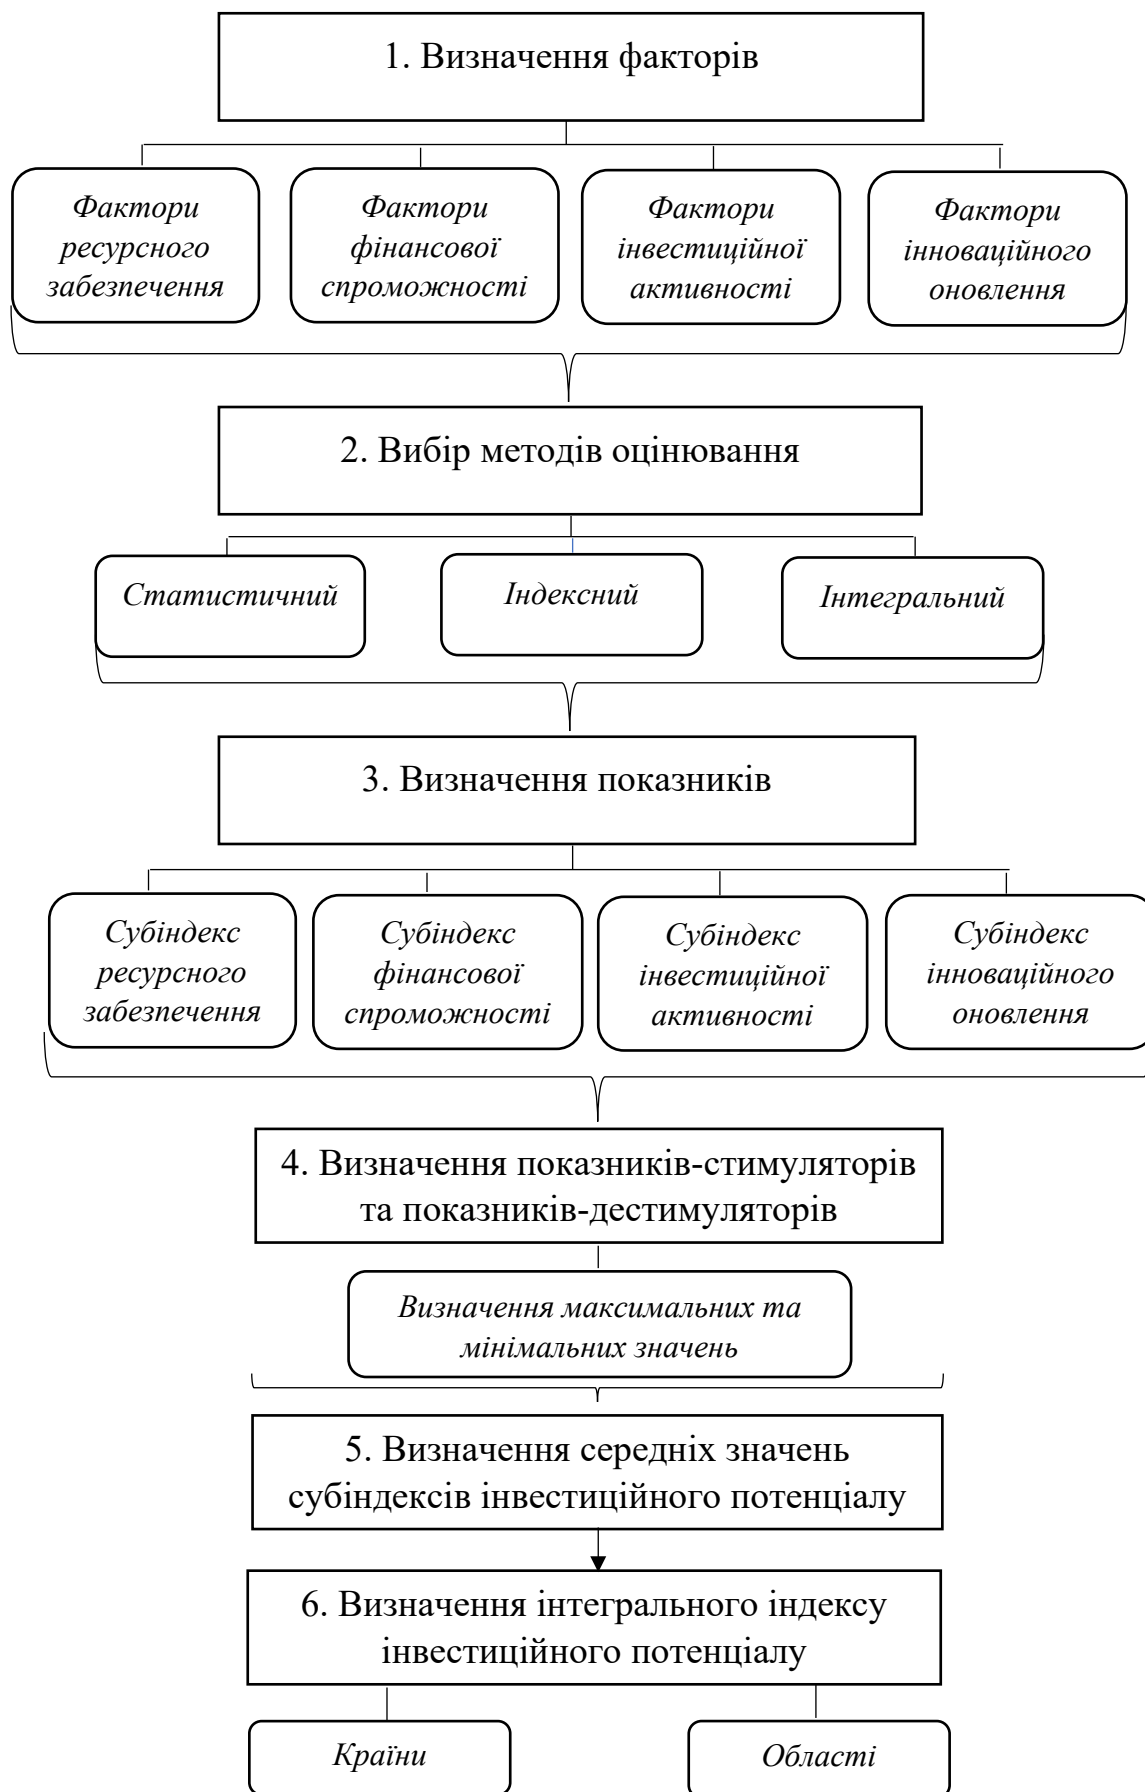 1. Визначення факторів
Фактори
ресурсного
забезпечення
Фактори
фінансової
спроможності
Фактори
інвестиційної
активності
Фактори
інноваційного
оновлення
2. Вибір методів оцінювання
Статистичний
Індексний
Інтегральний
3. Визначення показників
Субіндекс
ресурсного
забезпечення
Субіндекс
фінансової
спроможності
Субіндекс
інвестиційної
активності
Субіндекс
інноваційного
оновлення
4. Визначення показників-стимуляторів
та показників-дестимуляторів
Визначення максимальних та
мінімальних значень
5. Визначення середніх значень
субіндексів інвестиційного потенціалу
6. Визначення інтегрального індексу
інвестиційного потенціалу
Країни
Області